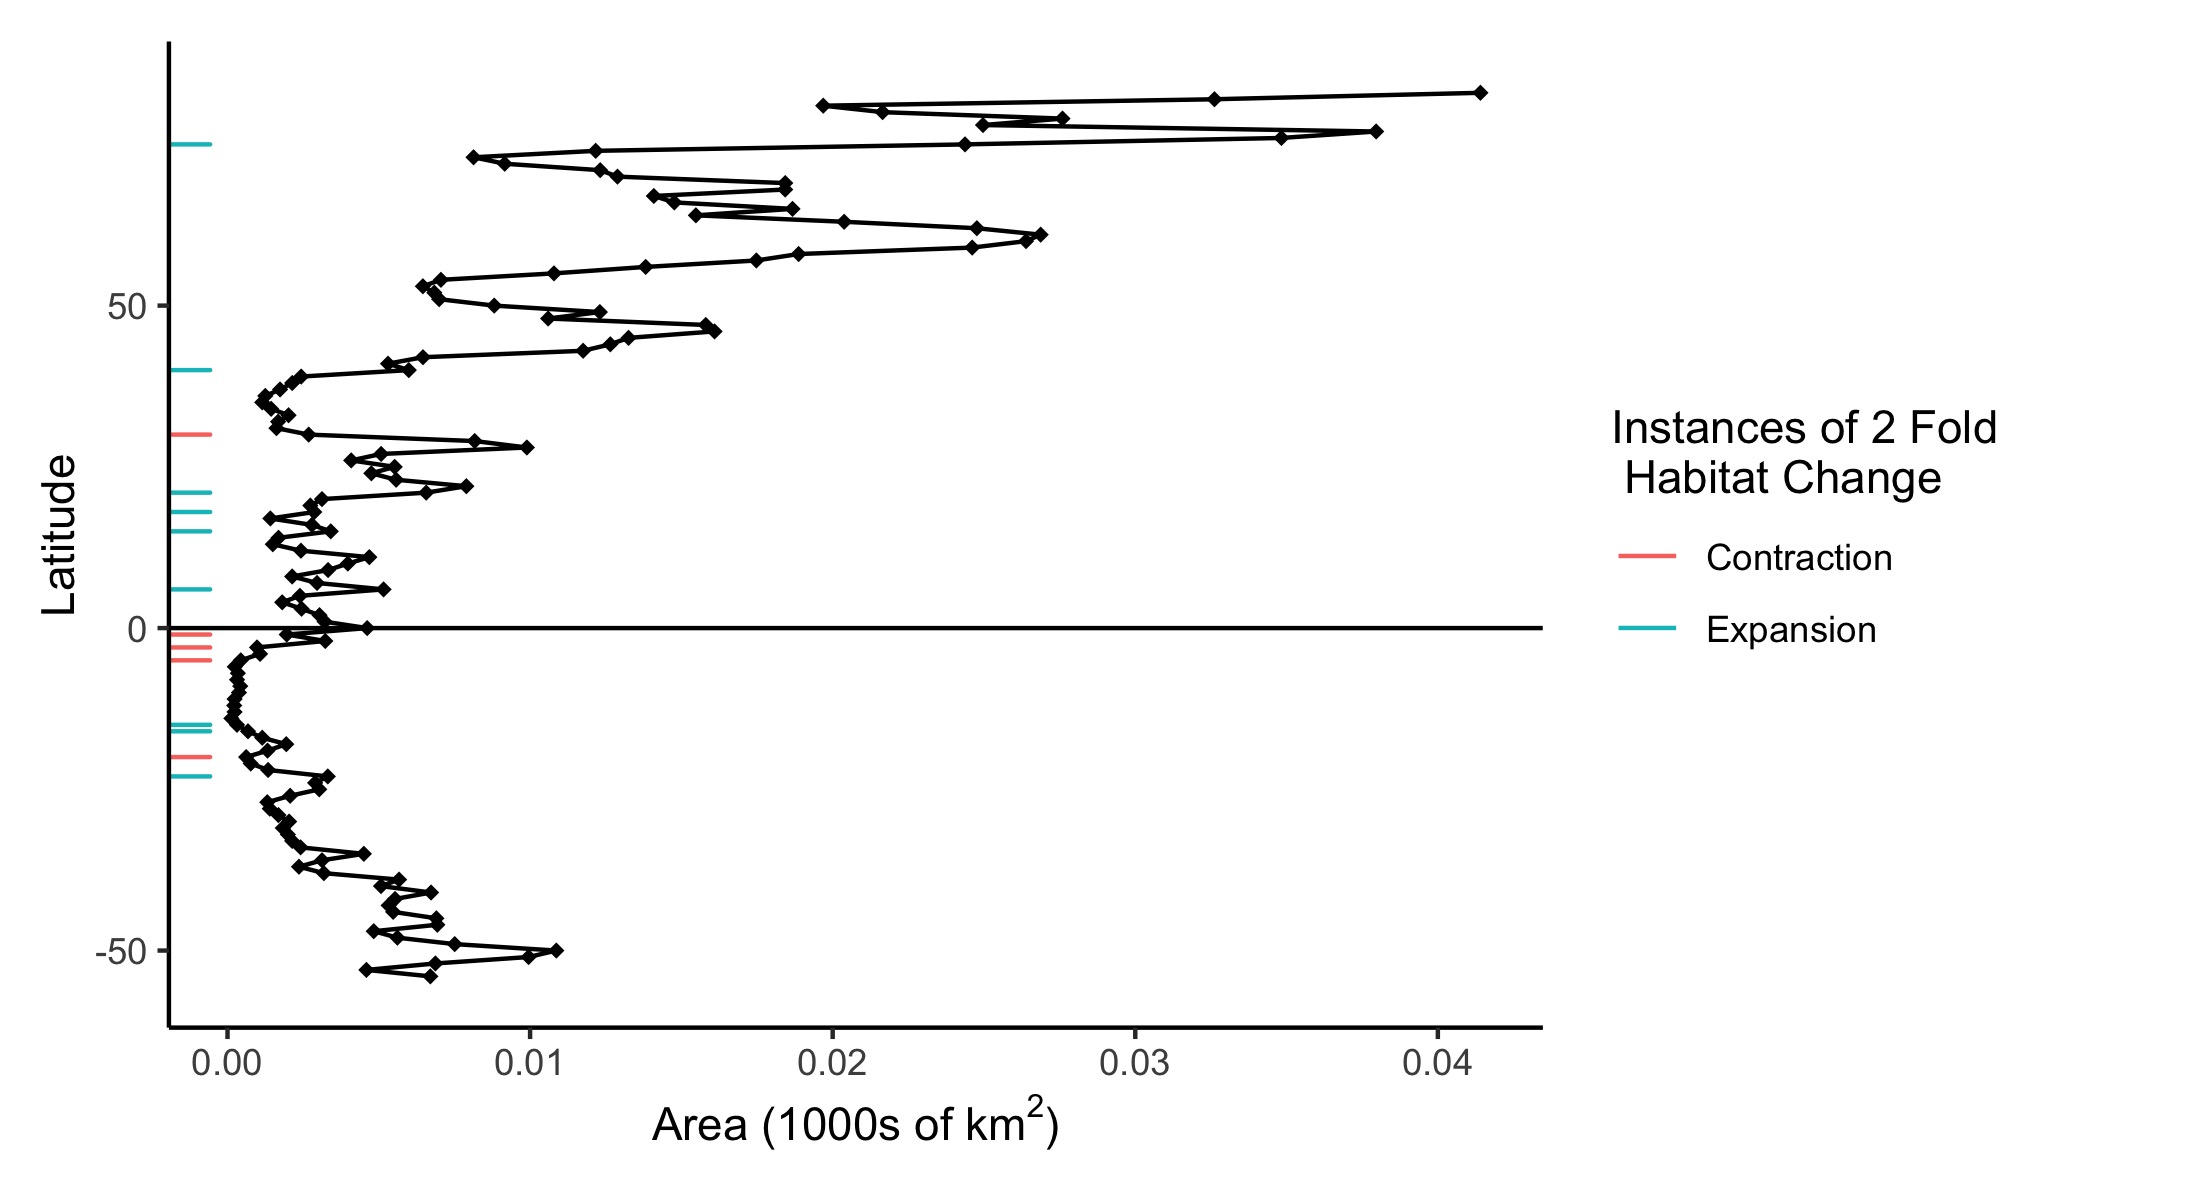 Latitude
50
0
-50
0.00 0.01 0.02 0.03 0.04
Area (1000s of km²)
Instances of 2 Fold
Habitat Change
Contraction
Expansion